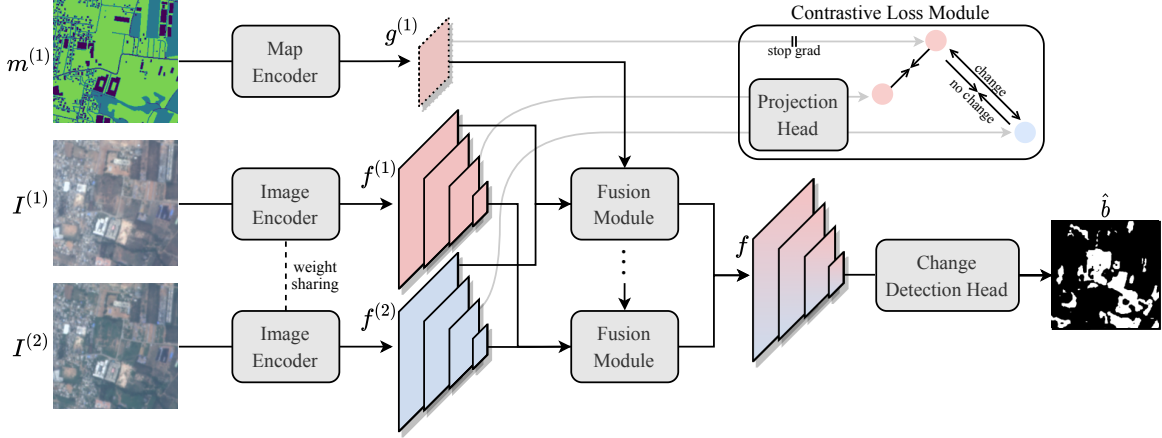 Contrastive Loss Module
m^(1)
Map
Encoder
g^(1)
stop grad
Projection
Head
change
no change
I^(1)
Image
Encoder
f^(1)
Fusion
Module
weight
sharing
f
Change
Detection Head
b̂
I^(2)
Image
Encoder
f^(2)
Fusion
Module